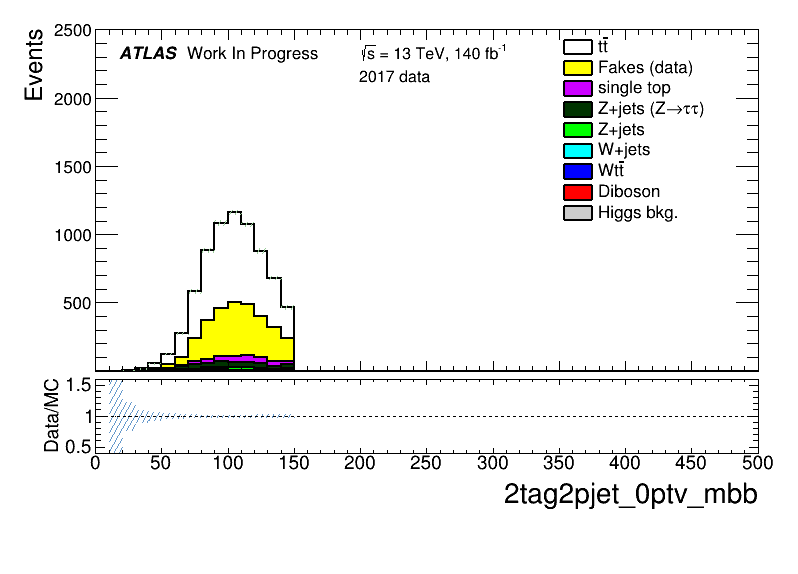 2500
2000
1500
1000
500
Events
ATLAS Work In Progress
√s = 13 TeV, 140 fb⁻¹
2017 data
tt̄
Fakes (data)
single top
Z+jets (Z→ττ)
Z+jets
W+jets
Wtt̄
Diboson
Higgs bkg.
1.5
1
0.5
Data/MC
0 50 100 150 200 250 300 350 400 450 500
2tag2pjet_0ptv_mbb